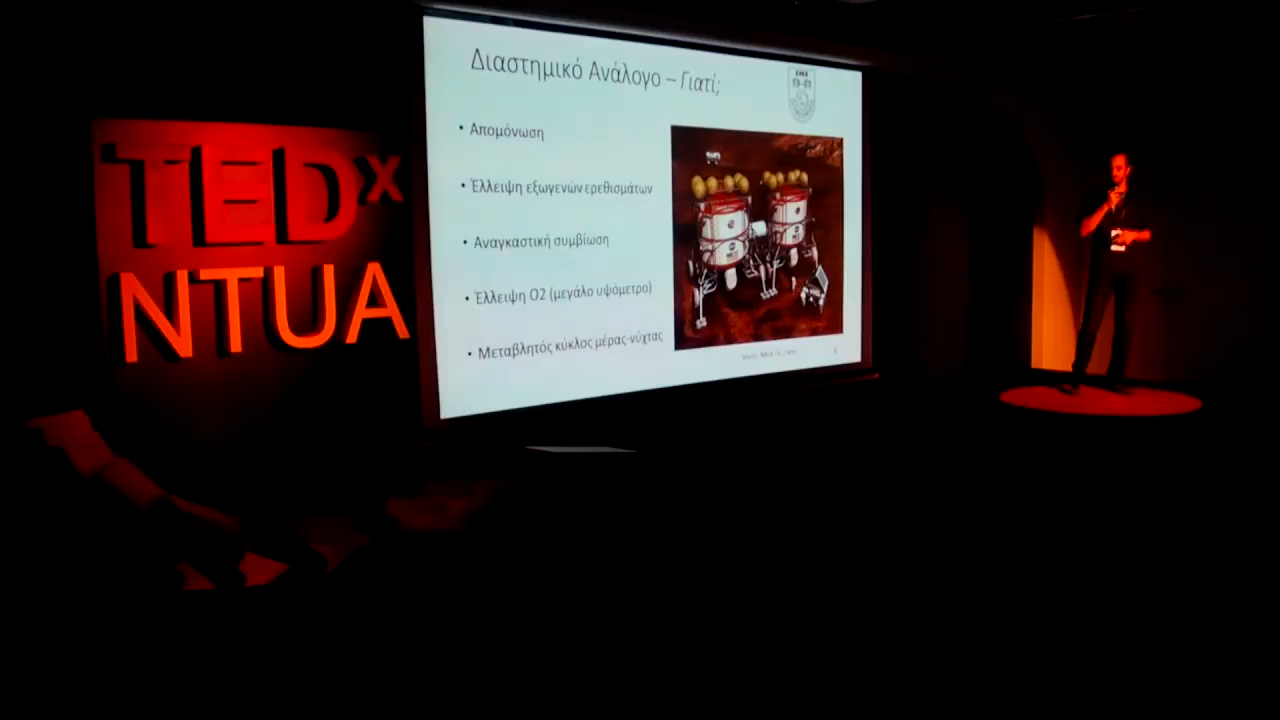 TEDx
NTUA
Διαστημικό Ανάλογο – Γιατί;
• Απομόνωση
• Έλλειψη εξωγενών ερεθισμάτων
• Αναγκαστική συμβίωση
• Έλλειψη Ο2 (μεγάλο υψόμετρο)
• Μεταβλητός κύκλος μέρας-νύχτας